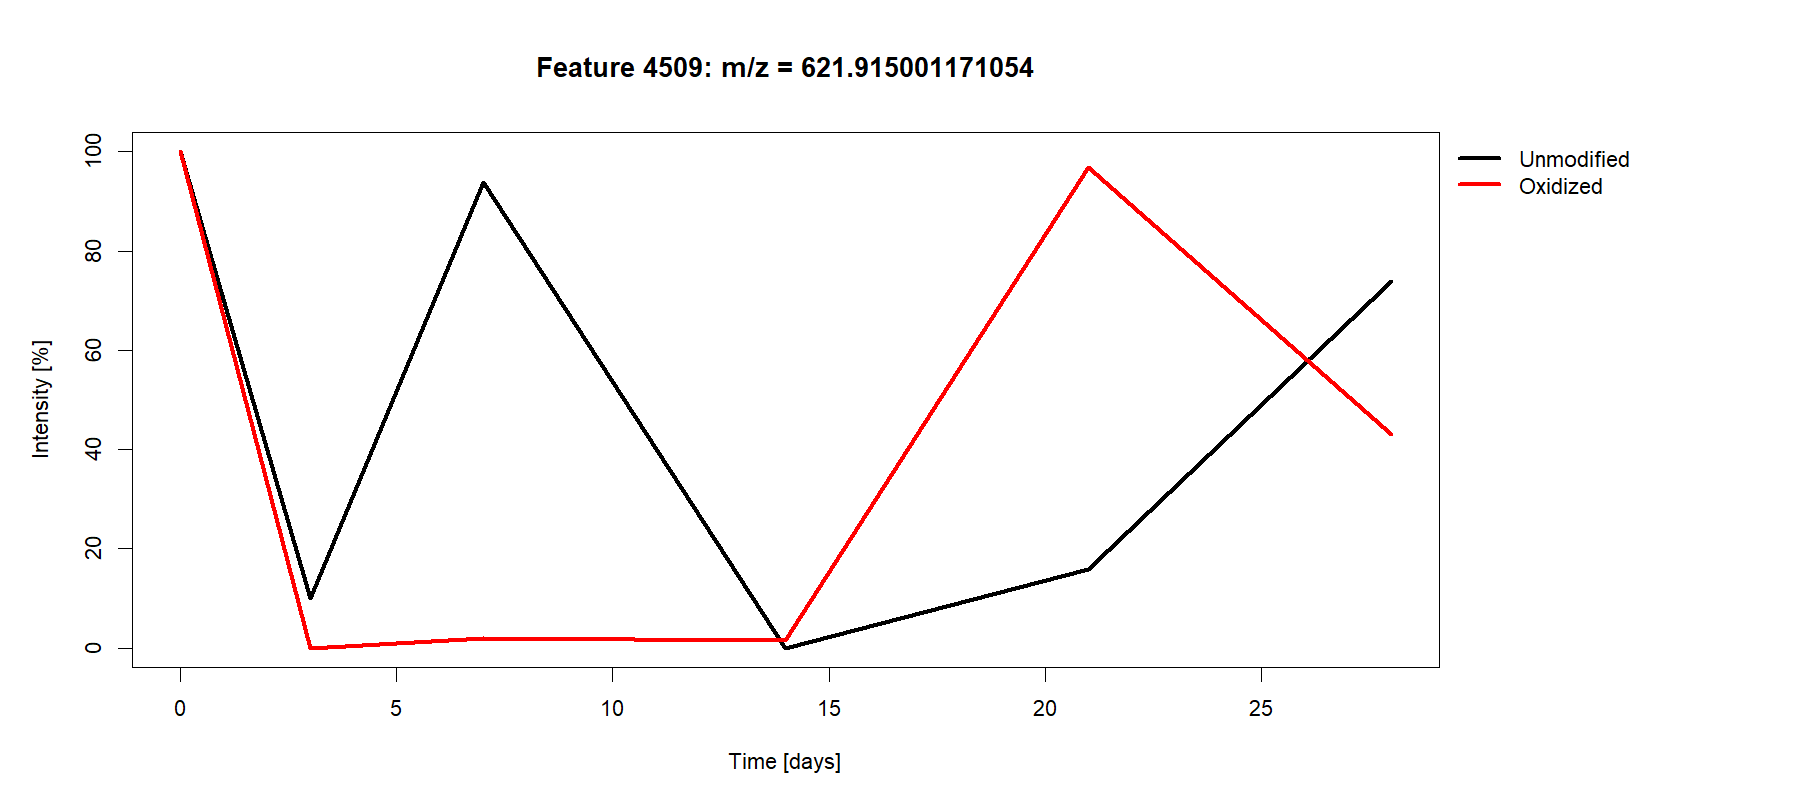 Feature 4509: m/z = 621.915001171054
Unmodified
Oxidized
Intensity [%]
100
80
60
40
20
0
0 5 10 15 20 25
Time [days]